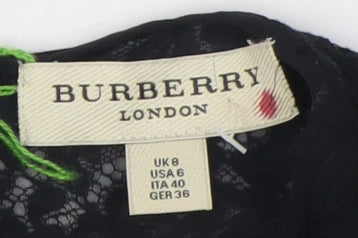 BURBERRY
LONDON
UK 8
USA 6
ITA 40
GER 36